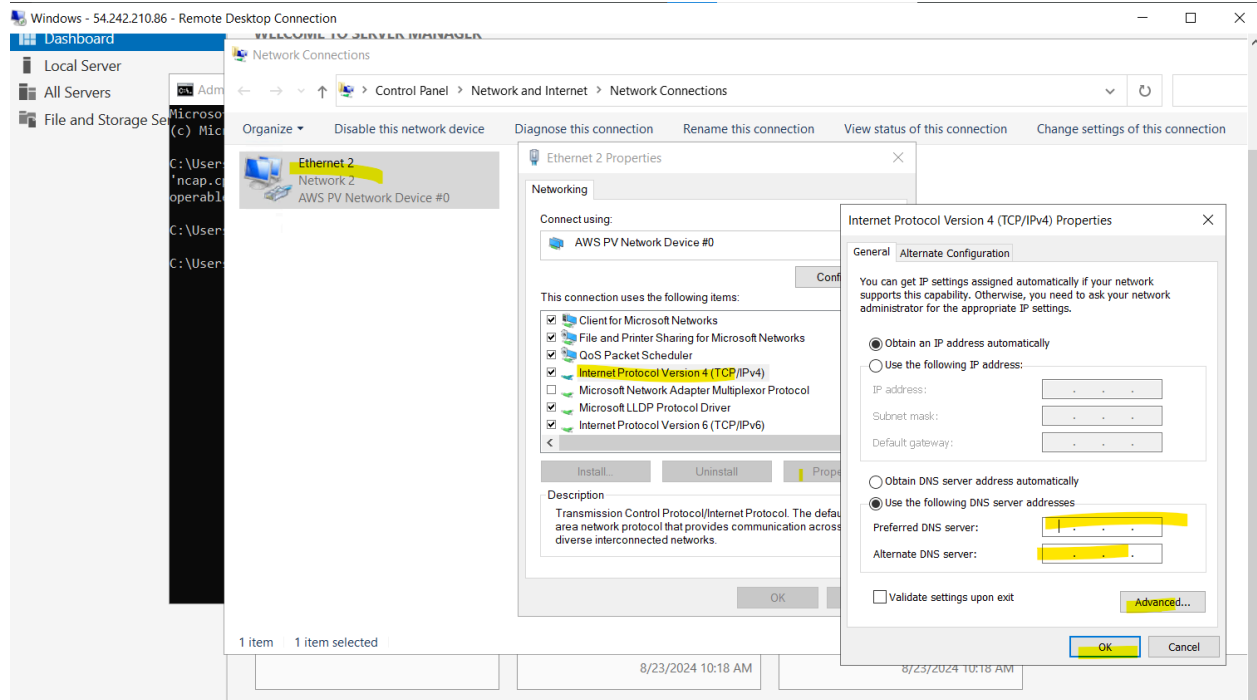 Windows - 54.242.210.86 - Remote Desktop Connection
Dashboard
WELCOME TO SERVER MANAGER
Local Server
All Servers
File and Storage Se
Adm
Microso
(c) Mic
C:\User
'ncap.c
operabl
C:\User
C:\User
Network Connections
Control Panel > Network and Internet > Network Connections
Organize Disable this network device Diagnose this connection Rename this connection View status of this connection Change settings of this connection
Ethernet 2
Network 2
AWS PV Network Device #0
Ethernet 2 Properties
Networking
Connect using:
AWS PV Network Device #0
Conf
This connection uses the following items:
Client for Microsoft Networks
File and Printer Sharing for Microsoft Networks
QoS Packet Scheduler
Internet Protocol Version 4 (TCP/IPv4)
Microsoft Network Adapter Multiplexor Protocol
Microsoft LLDP Protocol Driver
Internet Protocol Version 6 (TCP/IPv6)
Install... Uninstall Prope
Description
Transmission Control Protocol/Internet Protocol. The defau
area network protocol that provides communication across
diverse interconnected networks.
OK
Internet Protocol Version 4 (TCP/IPv4) Properties
General Alternate Configuration
You can get IP settings assigned automatically if your network
supports this capability. Otherwise, you need to ask your network
administrator for the appropriate IP settings.
Obtain an IP address automatically
Use the following IP address:
IP address:
Subnet mask:
Default gateway:
Obtain DNS server address automatically
Use the following DNS server addresses
Preferred DNS server:
Alternate DNS server:
Validate settings upon exit
Advanced...
OK Cancel
1 item 1 item selected
8/23/2024 10:18 AM 8/23/2024 10:18 AM